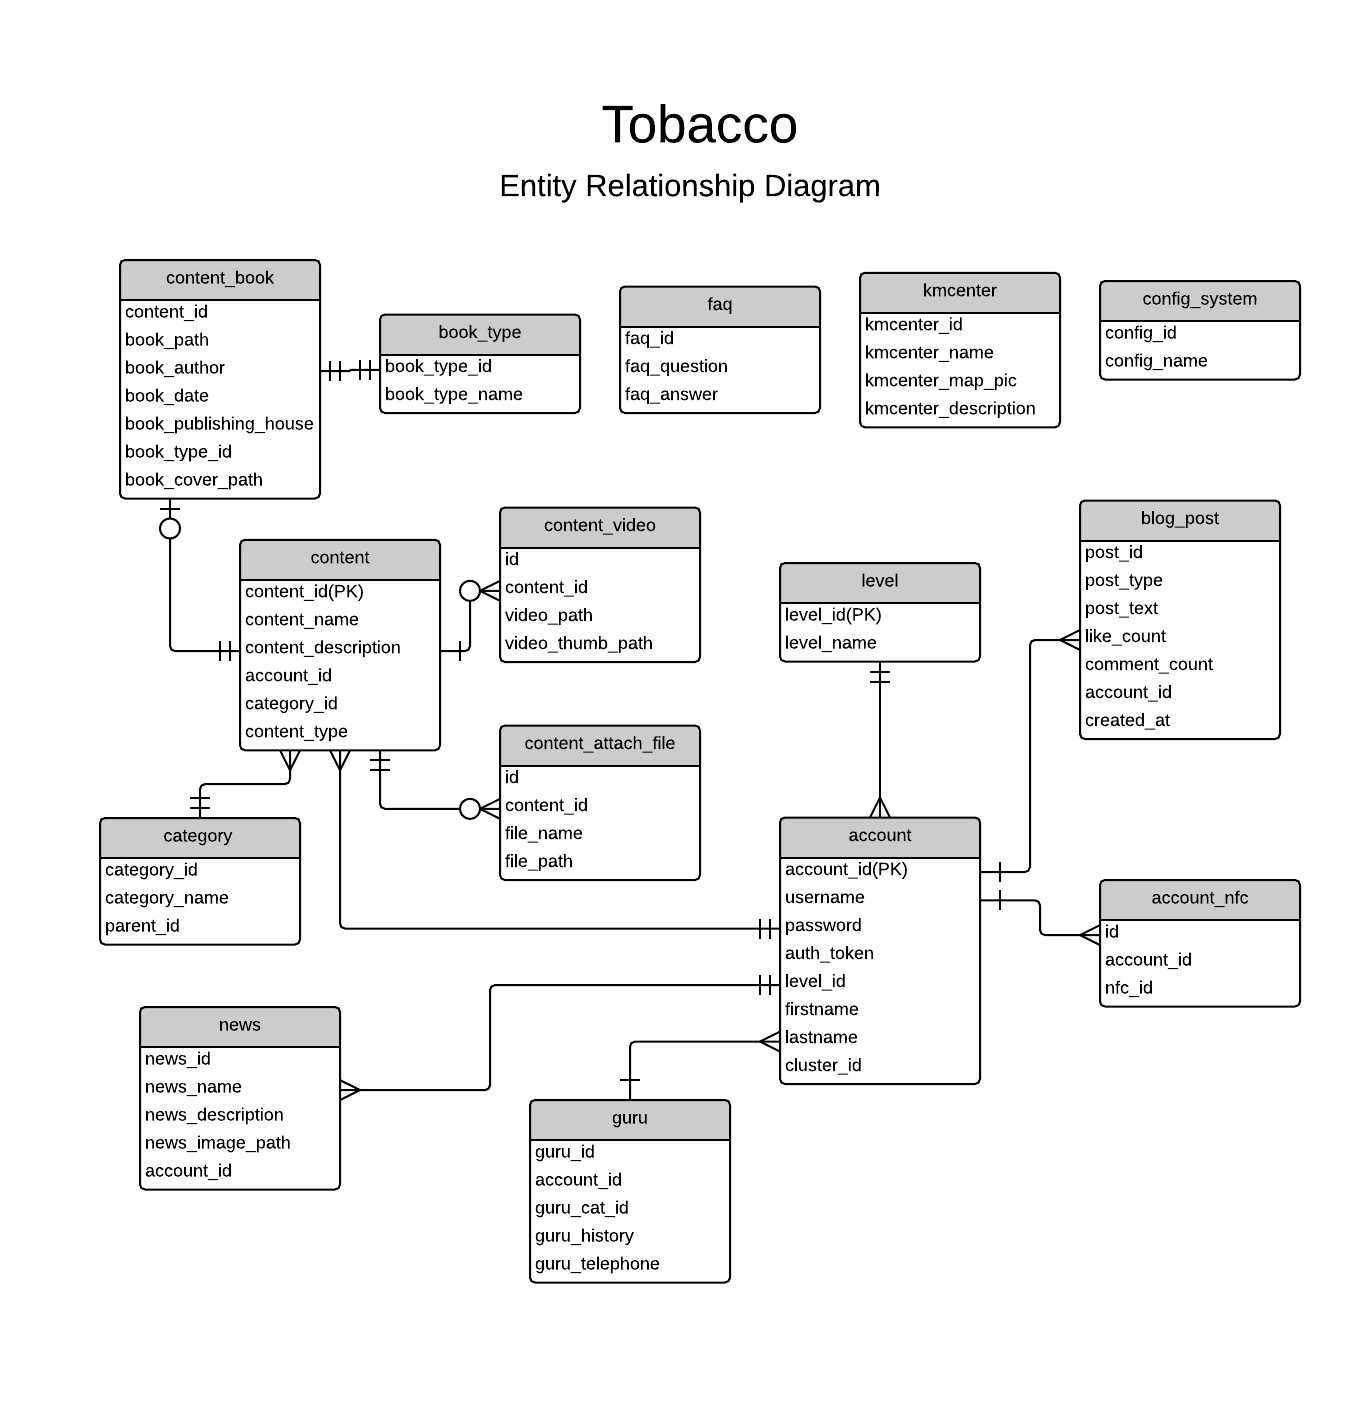 Tobacco
Entity Relationship Diagram
content_book
content_id
book_path
book_author
book_date
book_publishing_house
book_type_id
book_cover_path
book_type
book_type_id
book_type_name
faq
faq_id
faq_question
faq_answer
kmcenter
kmcenter_id
kmcenter_name
kmcenter_map_pic
kmcenter_description
config_system
config_id
config_name
content
content_id(PK)
content_name
content_description
account_id
category_id
content_type
content_video
id
content_id
video_path
video_thumb_path
level
level_id(PK)
level_name
blog_post
post_id
post_type
post_text
like_count
comment_count
account_id
created_at
content_attach_file
id
content_id
file_name
file_path
category
category_id
category_name
parent_id
account
account_id(PK)
username
password
auth_token
level_id
firstname
lastname
cluster_id
account_nfc
id
account_id
nfc_id
news
news_id
news_name
news_description
news_image_path
account_id
guru
guru_id
account_id
guru_cat_id
guru_history
guru_telephone